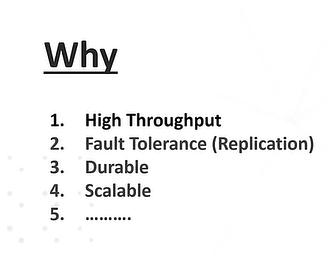 Why
1. High Throughput
2. Fault Tolerance (Replication)
3. Durable
4. Scalable
5. ……….